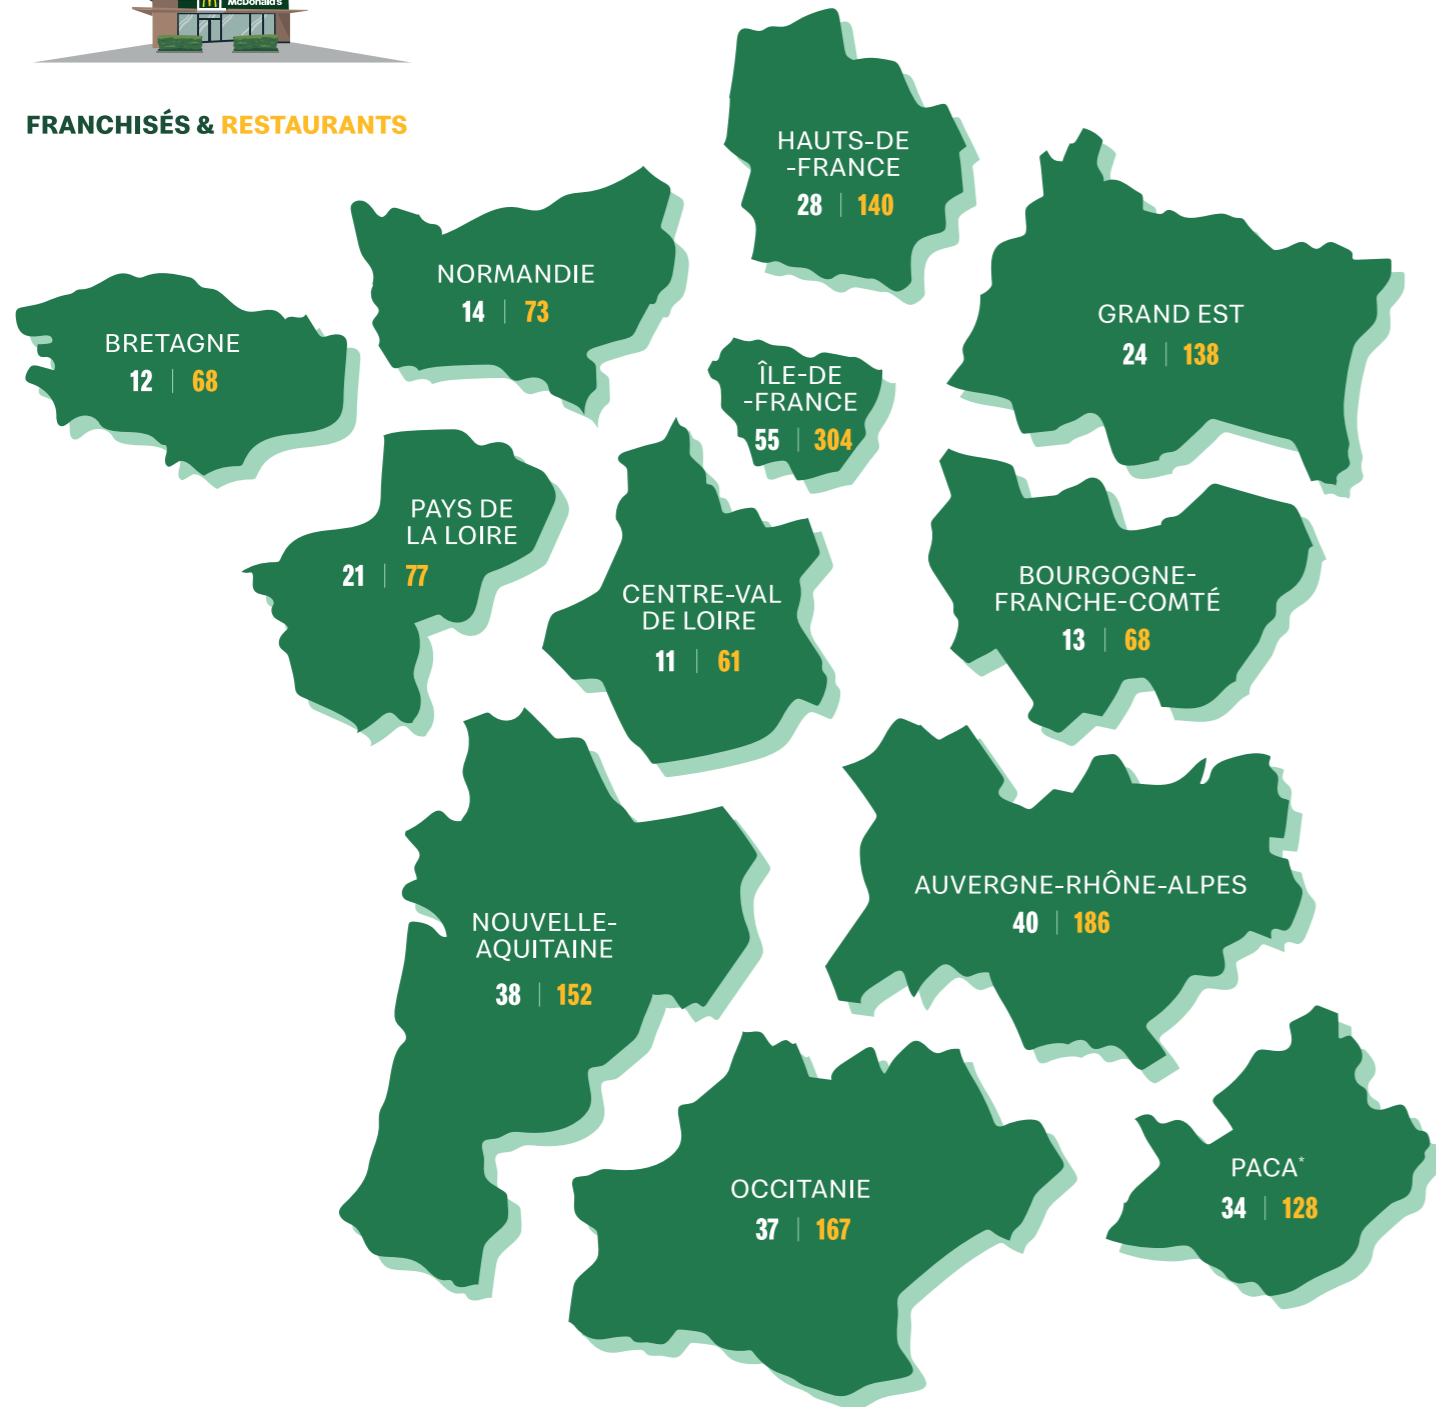 McDonald's
FRANCHISÉS & RESTAURANTS
HAUTS-DE
-FRANCE
28 | 140
NORMANDIE
14 | 73
GRAND EST
24 | 138
BRETAGNE
12 | 68
ÎLE-DE
-FRANCE
55 | 304
PAYS DE
LA LOIRE
21 | 77
CENTRE-VAL
DE LOIRE
11 | 61
BOURGOGNE-
FRANCHE-COMTÉ
13 | 68
AUVERGNE-RHÔNE-ALPES
40 | 186
NOUVELLE-
AQUITAINE
38 | 152
OCCITANIE
37 | 167
PACA*
34 | 128